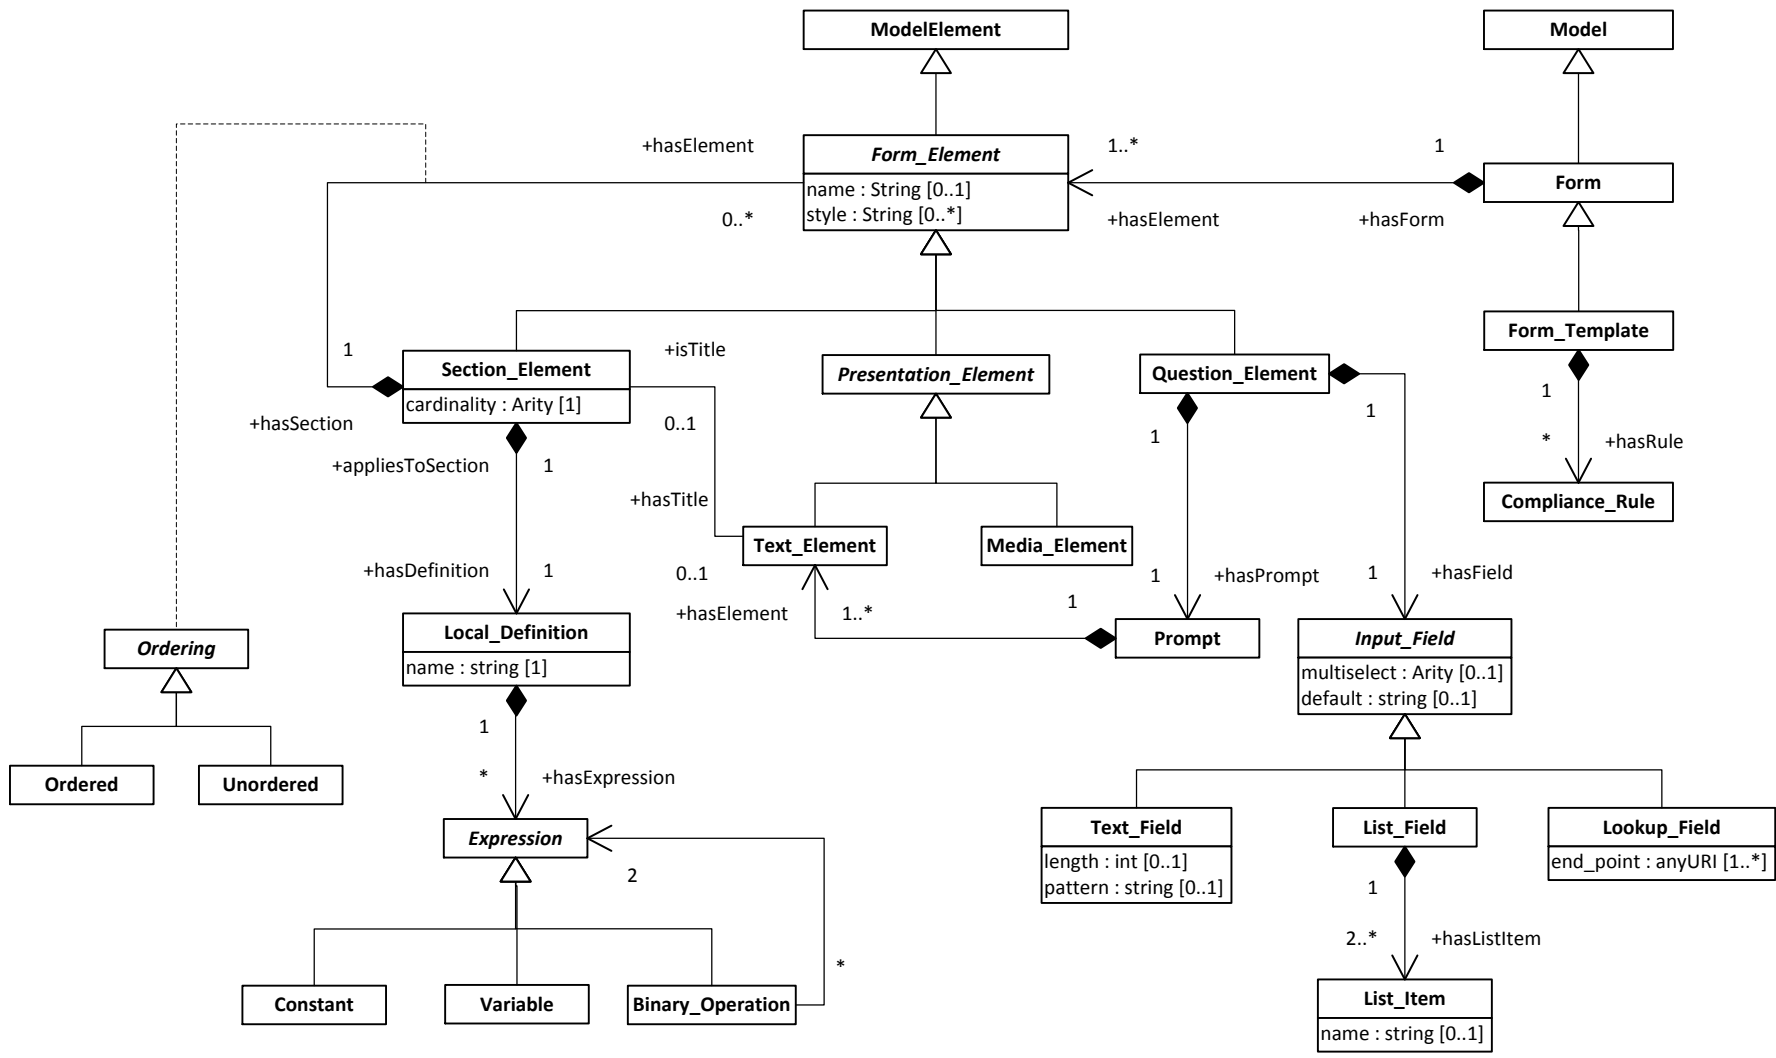 ModelElement
Model
+hasElement
Form_Element
1..*
1
Form
name : String [0..1]
style : String [0..*]
0..*
+hasElement
+hasForm
Form_Template
1
+isTitle
Section_Element
Presentation_Element
Question_Element
cardinality : Arity [1]
1
1
+hasSection
0..1
1
*
+hasRule
+appliesToSection
1
+hasTitle
Compliance_Rule
Text_Element
Media_Element
+hasDefinition
1
0..1
1
+hasPrompt
1
+hasField
+hasElement
1..*
1
Local_Definition
Prompt
Input_Field
Ordering
name : string [1]
multiselect : Arity [0..1]
default : string [0..1]
1
Ordered
Unordered
*
+hasExpression
Text_Field
List_Field
Lookup_Field
Expression
length : int [0..1]
end_point : anyURI [1..*]
2
pattern : string [0..1]
1
2..*
+hasListItem
*
Constant
Variable
Binary_Operation
List_Item
name : string [0..1]